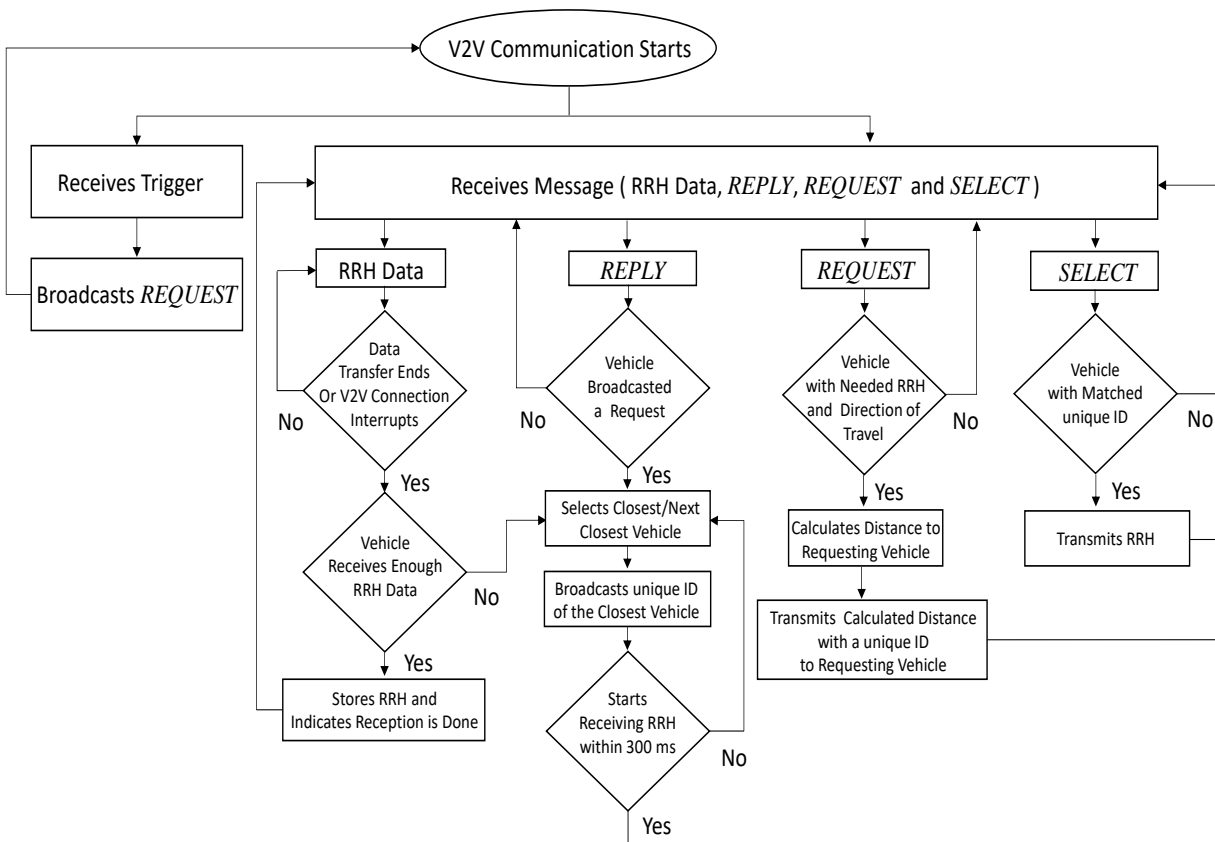 V2V Communication Starts
Receives Trigger
Broadcasts REQUEST
Receives Message ( RRH Data, REPLY, REQUEST and SELECT )
RRH Data
Data
Transfer Ends
Or V2V Connection
Interrupts
No
Yes
Vehicle
Receives Enough
RRH Data
No
Yes
Stores RRH and
Indicates Reception is Done
REPLY
Vehicle
Broadcasted
a Request
No
Yes
Selects Closest/Next
Closest Vehicle
Broadcasts unique ID
of the Closest Vehicle
Starts
Receiving RRH
within 300 ms
No
Yes
REQUEST
Vehicle
with Needed RRH
and Direction of
Travel
No
Yes
Calculates Distance to
Requesting Vehicle
Transmits Calculated Distance
with a unique ID
to Requesting Vehicle
SELECT
Vehicle
with Matched
unique ID
No
Yes
Transmits RRH